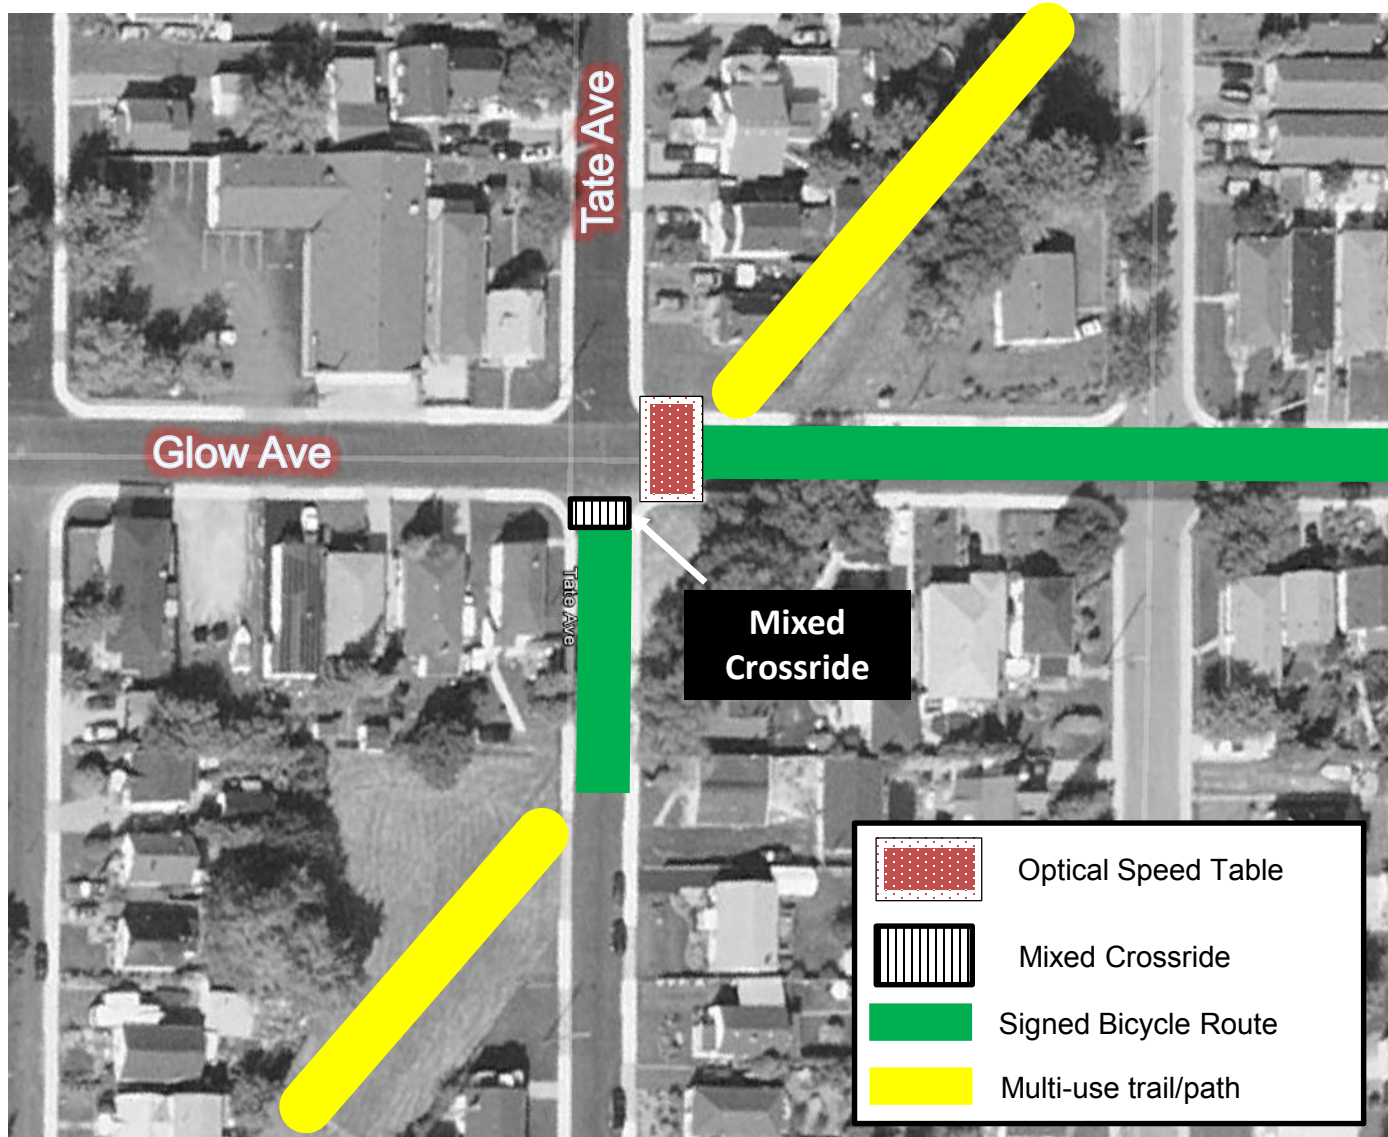 Tate Ave
Glow Ave
Tate Ave
Mixed
Crossride
Optical Speed Table
Mixed Crossride
Signed Bicycle Route
Multi-use trail/path